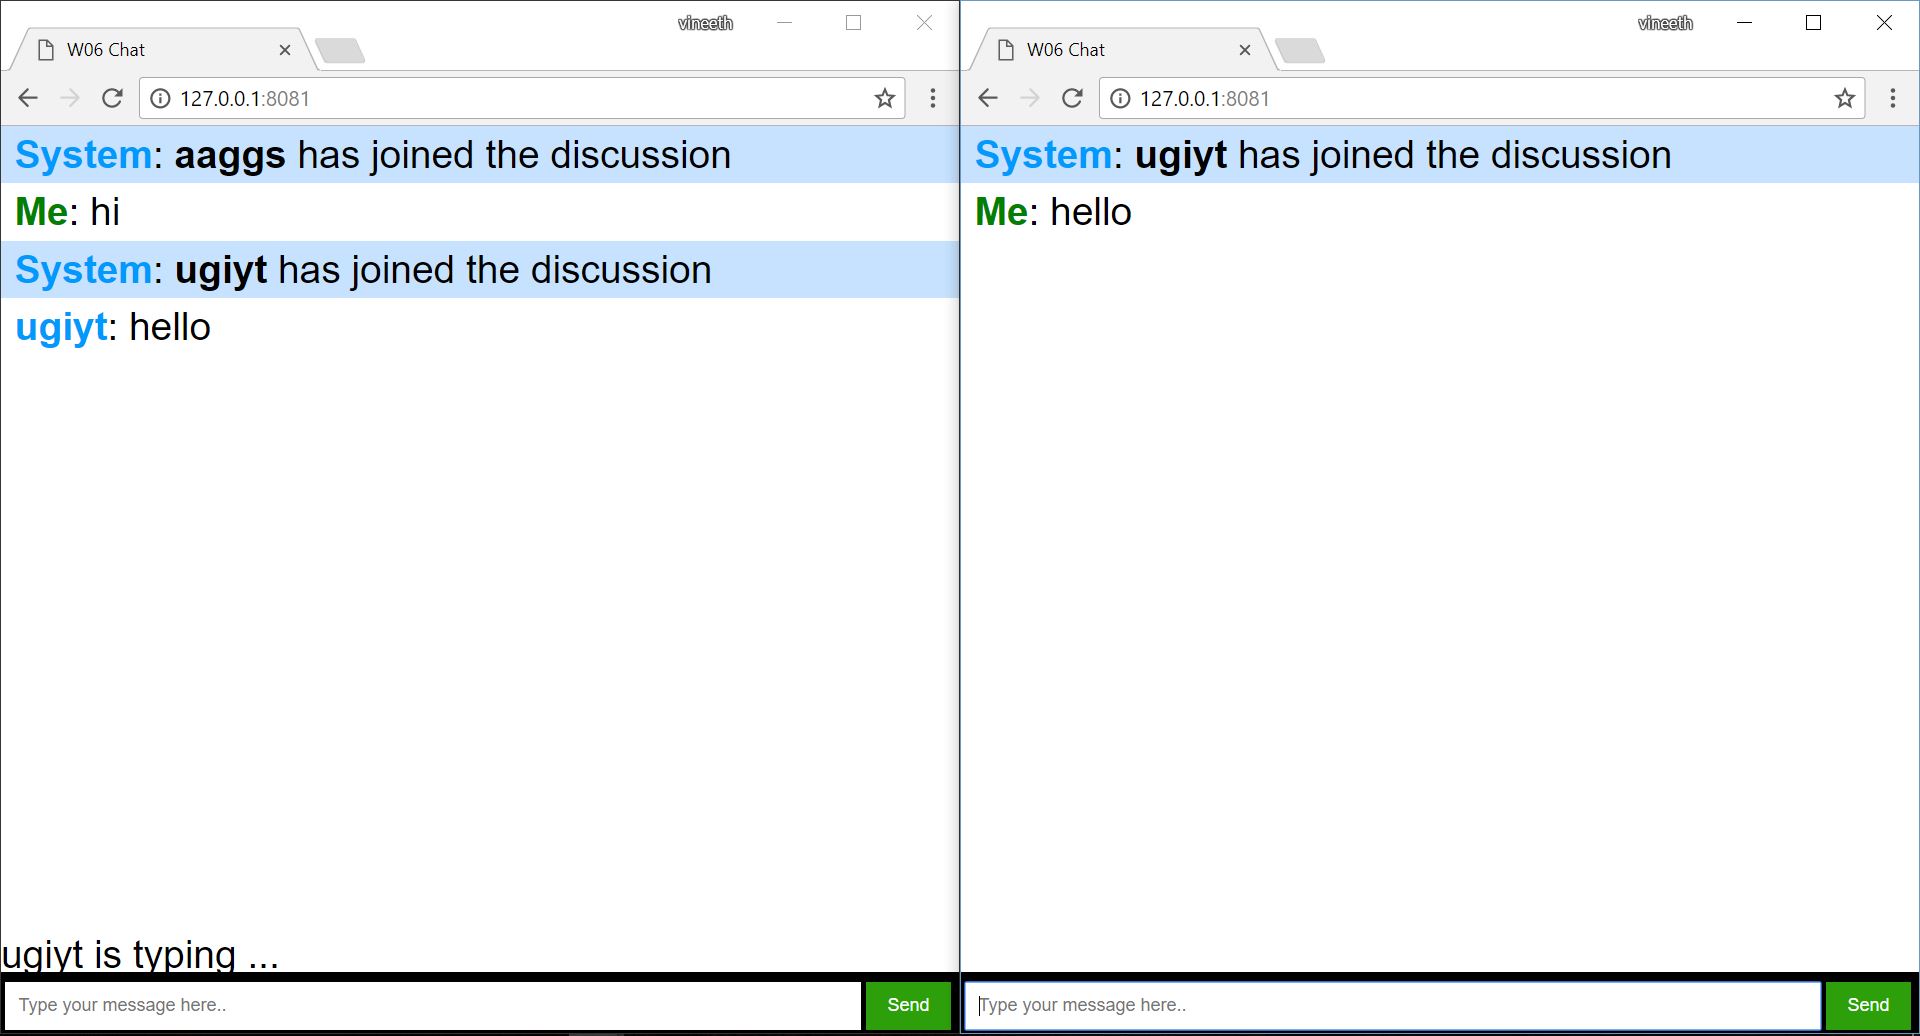 vineeth
W06 Chat
127.0.0.1:8081
System: aaggs has joined the discussion
Me: hi
System: ugiyt has joined the discussion
ugiyt: hello
ugiyt is typing ...
Type your message here..
Send
vineeth
W06 Chat
127.0.0.1:8081
System: ugiyt has joined the discussion
Me: hello
Type your message here..
Send